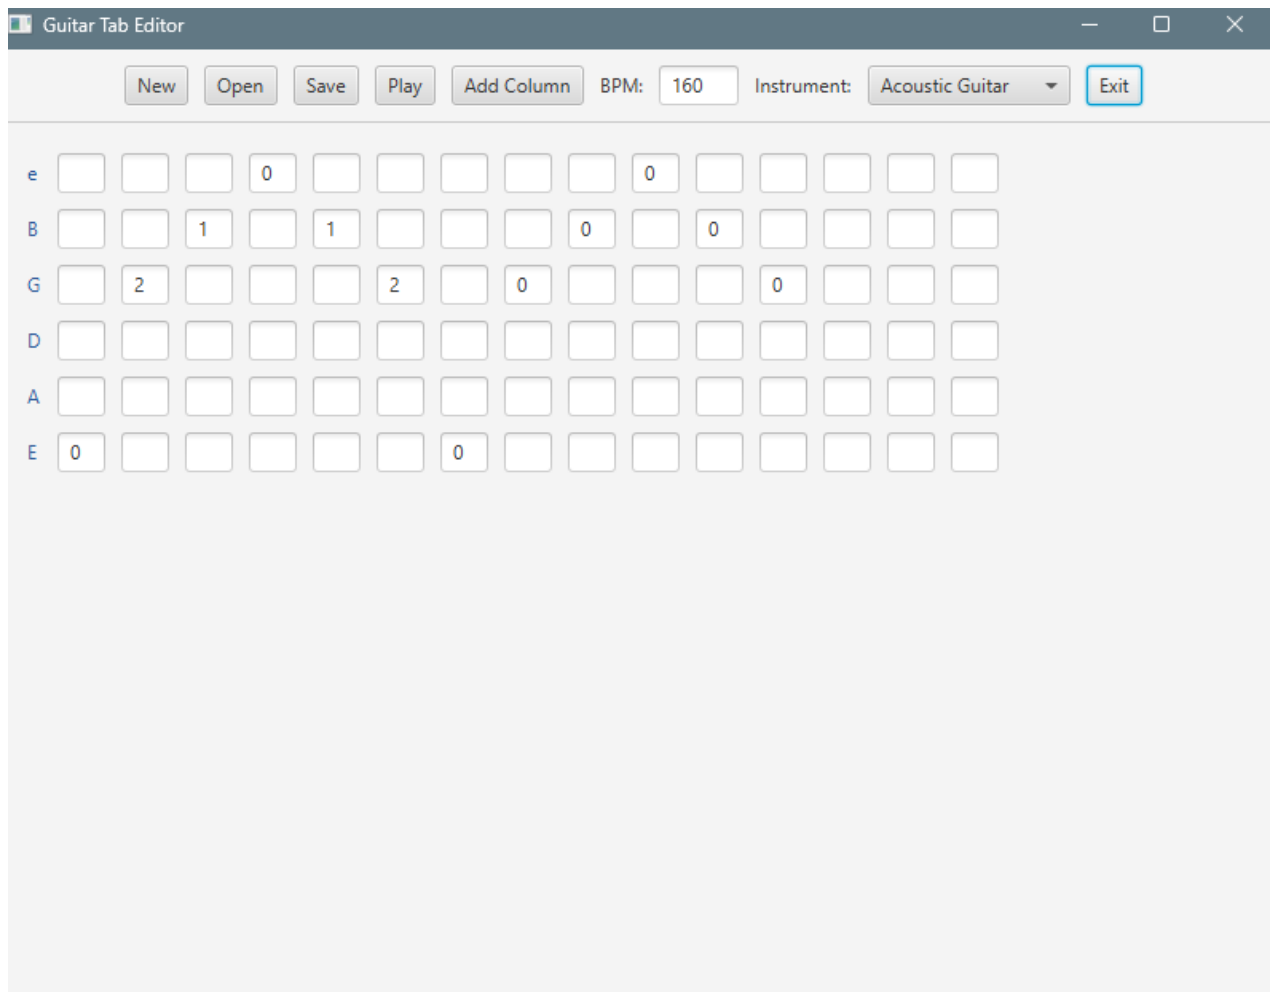 Guitar Tab Editor
New Open Save Play Add Column BPM: 160 Instrument: Acoustic Guitar Exit
e 0 0
B 1 1 0 0
G 2 2 0 0
D
A
E 0 0